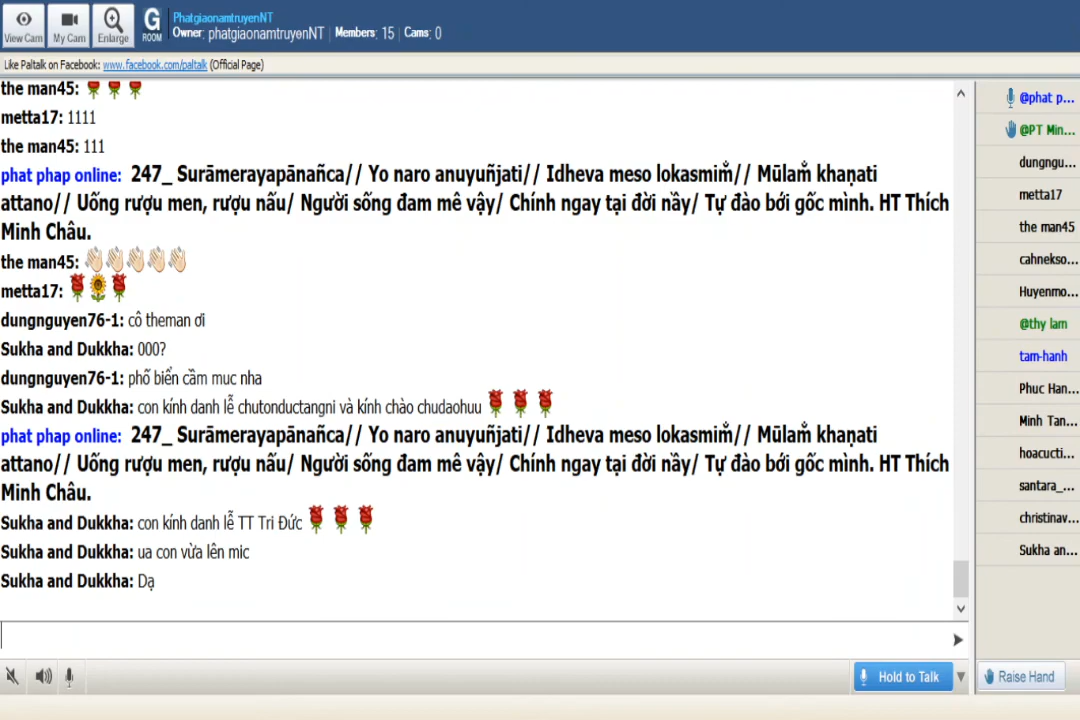 View Cam
My Cam
Enlarge
G
ROOM
PhatgiaonamtruyenNT
Owner: phatgiaonamtruyenNT | Members: 15 | Cams: 0
Like Paltalk on Facebook: www.facebook.com/paltalk (Official Page)
the man45:
metta17: 1111
the man45: 111
phat phap online: 247_ Surāmerayapānañca// Yo naro anuyuñjati// Idheva meso lokasmiṁ// Mūlaṁ khaṇati
attano// Uống rượu men, rượu nấu/ Người sống đam mê vậy/ Chính ngay tại đời nầy/ Tự đào bới gốc mình. HT Thích
Minh Châu.
the man45:
metta17:
dungnguyen76-1: cô theman ơi
Sukha and Dukkha: 000?
dungnguyen76-1: phổ biển cầm muc nha
Sukha and Dukkha: con kính danh lễ chutonductangni và kính chào chudaohuu
phat phap online: 247_ Surāmerayapānañca// Yo naro anuyuñjati// Idheva meso lokasmiṁ// Mūlaṁ khaṇati
attano// Uống rượu men, rượu nấu/ Người sống đam mê vậy/ Chính ngay tại đời nầy/ Tự đào bới gốc mình. HT Thích
Minh Châu.
Sukha and Dukkha: con kính danh lễ TT Tri Đức
Sukha and Dukkha: ua con vừa lên mic
Sukha and Dukkha: Dạ
@phat p...
@PT Min...
dungngu...
metta17
the man45
cahnekso...
Huyenmo...
@thy lam
tam-hanh
Phuc Han...
Minh Tan...
hoacucti...
santara_...
christinav...
Sukha an...
Hold to Talk
Raise Hand